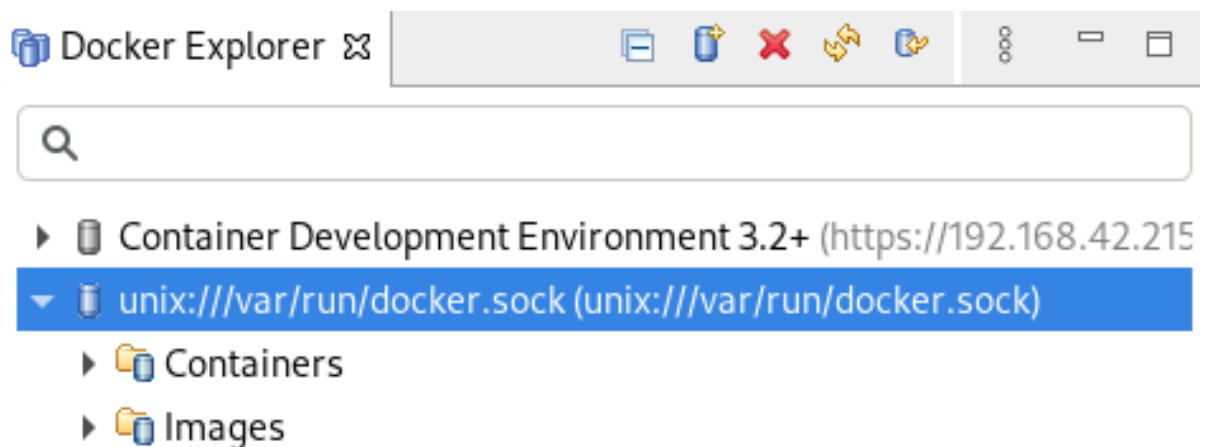 Docker Explorer
Container Development Environment 3.2+ (https://192.168.42.215
unix:///var/run/docker.sock (unix:///var/run/docker.sock)
Containers
Images